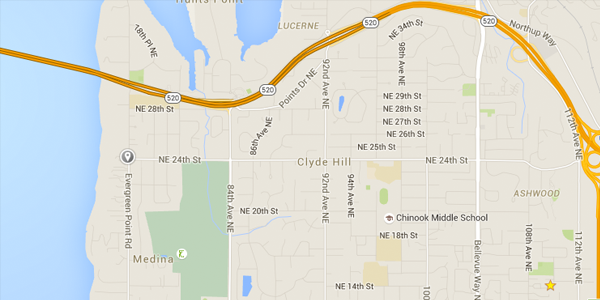 Hunts Point
LUCERNE
520
520
Northup Way
18th Pl NE
NE 34th St
98th Ave NE
92nd Ave NE
Points Dr NE
520
520
NE 28th St
NE 29th St
NE 28th St
NE 27th St
NE 26th St
86th Ave NE
112th Ave NE
NE 25th St
NE 24th St
Clyde Hill
NE 24th St
Evergreen Point Rd
84th Ave NE
92nd Ave NE
94th Ave NE
ASHWOOD
NE 20th St
Chinook Middle School
NE 18th St
Bellevue Way N
108th Ave NE
112th Ave NE
Medina
NE 14th St
100